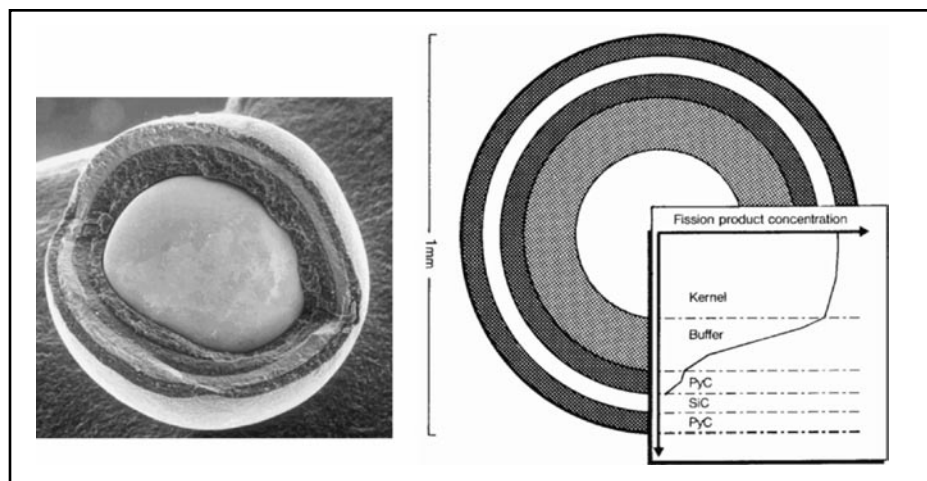 1mm
Fission product concentration
Kernel
Buffer
PyC
SiC
PyC